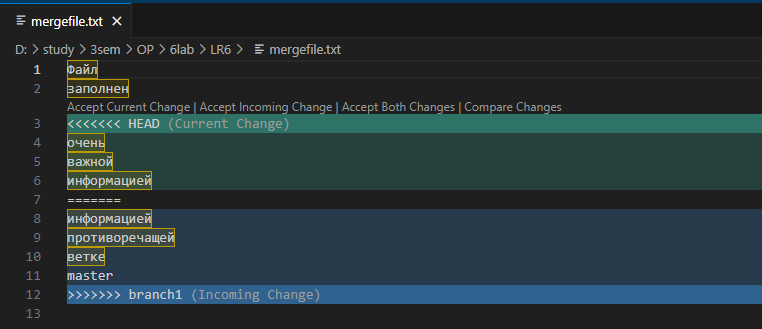 mergefile.txt
D: > study > 3sem > OP > 6lab > LR6 > mergefile.txt
1 Файл
2 заполнен
Accept Current Change | Accept Incoming Change | Accept Both Changes | Compare Changes
3 <<<<<<< HEAD (Current Change)
4 очень
5 важной
6 информацией
7 =======
8 информацией
9 противоречащей
10 ветке
11 master
12 >>>>>>> branch1 (Incoming Change)
13